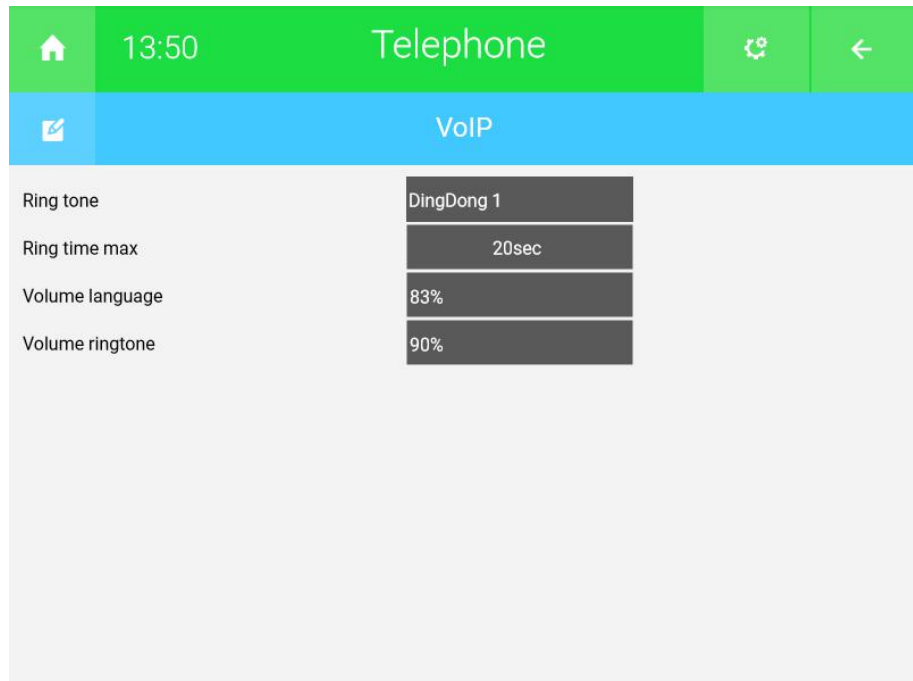 13:50 Telephone
VoIP
Ring tone DingDong 1
Ring time max 20sec
Volume language 83%
Volume ringtone 90%